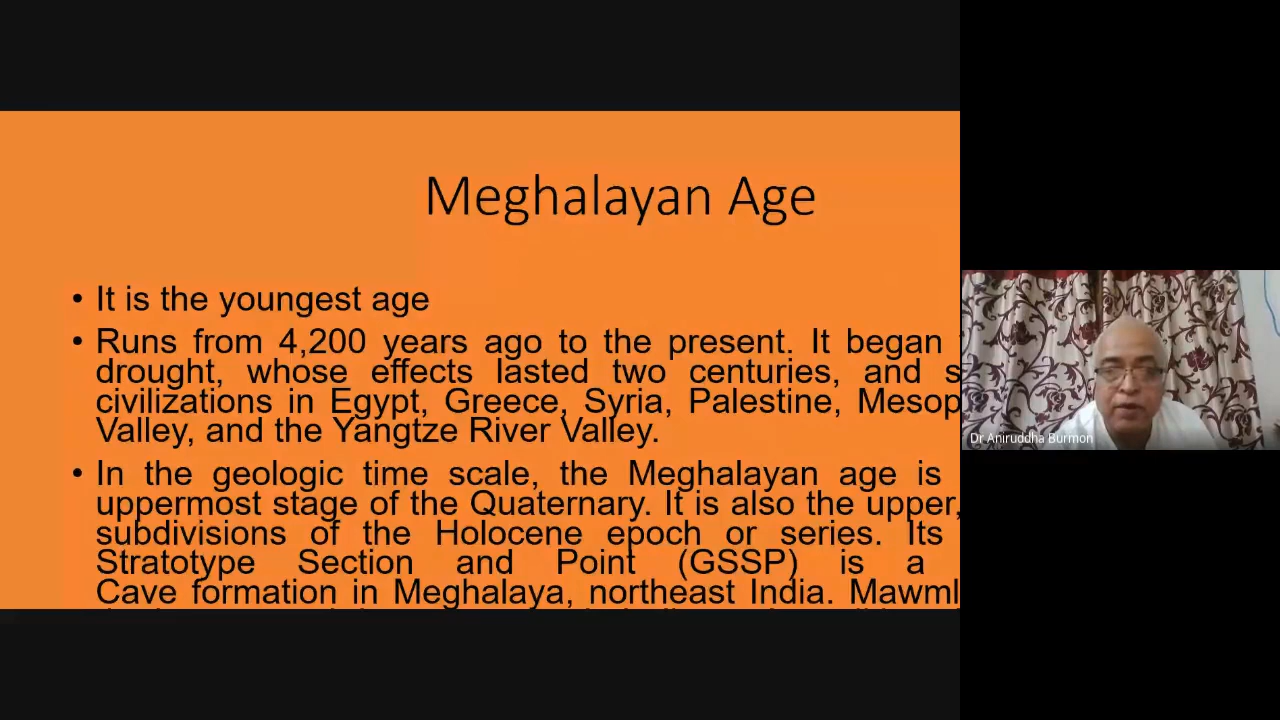 Meghalayan Age
• It is the youngest age
• Runs from 4,200 years ago to the present. It began
drought, whose effects lasted two centuries, and s
civilizations in Egypt, Greece, Syria, Palestine, Mesop
Valley, and the Yangtze River Valley.
• In the geologic time scale, the Meghalayan age is
uppermost stage of the Quaternary. It is also the upper,
subdivisions of the Holocene epoch or series. Its
Stratotype Section and Point (GSSP) is a
Cave formation in Meghalaya, northeast India. Mawml
Dr Aniruddha Burmon